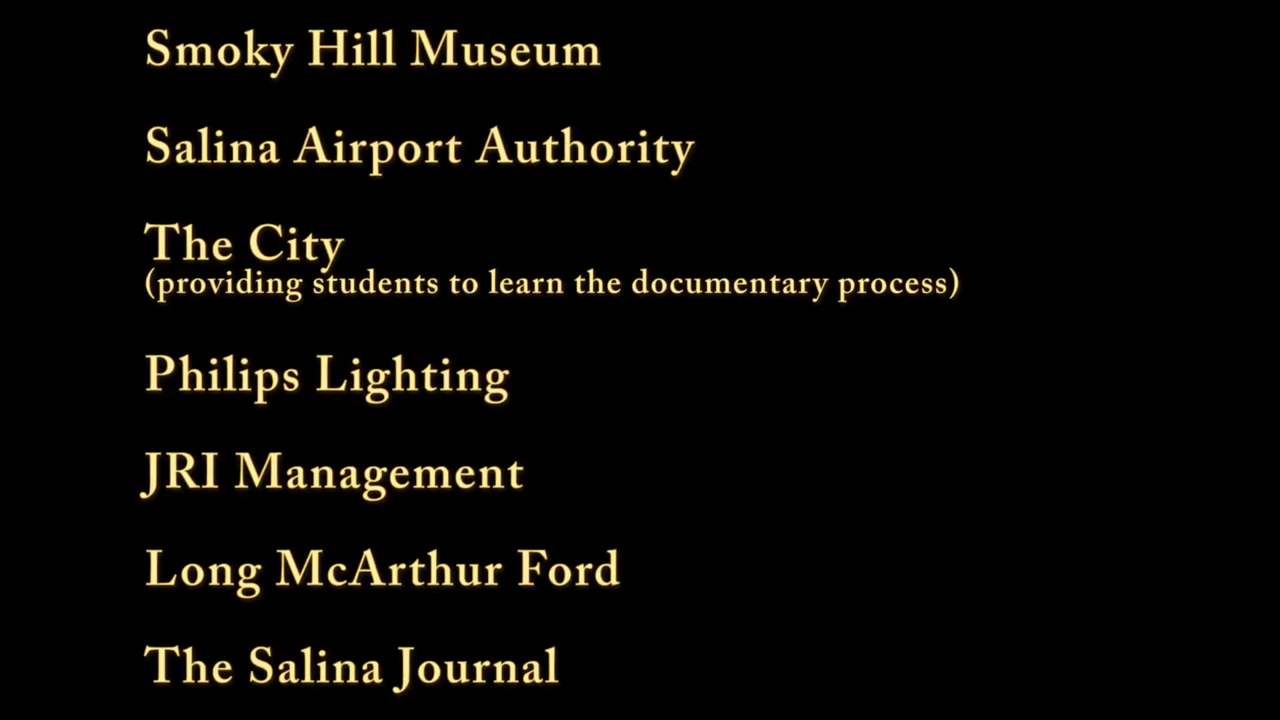 Smoky Hill Museum
Salina Airport Authority
The City
(providing students to learn the documentary process)
Philips Lighting
JRI Management
Long McArthur Ford
The Salina Journal